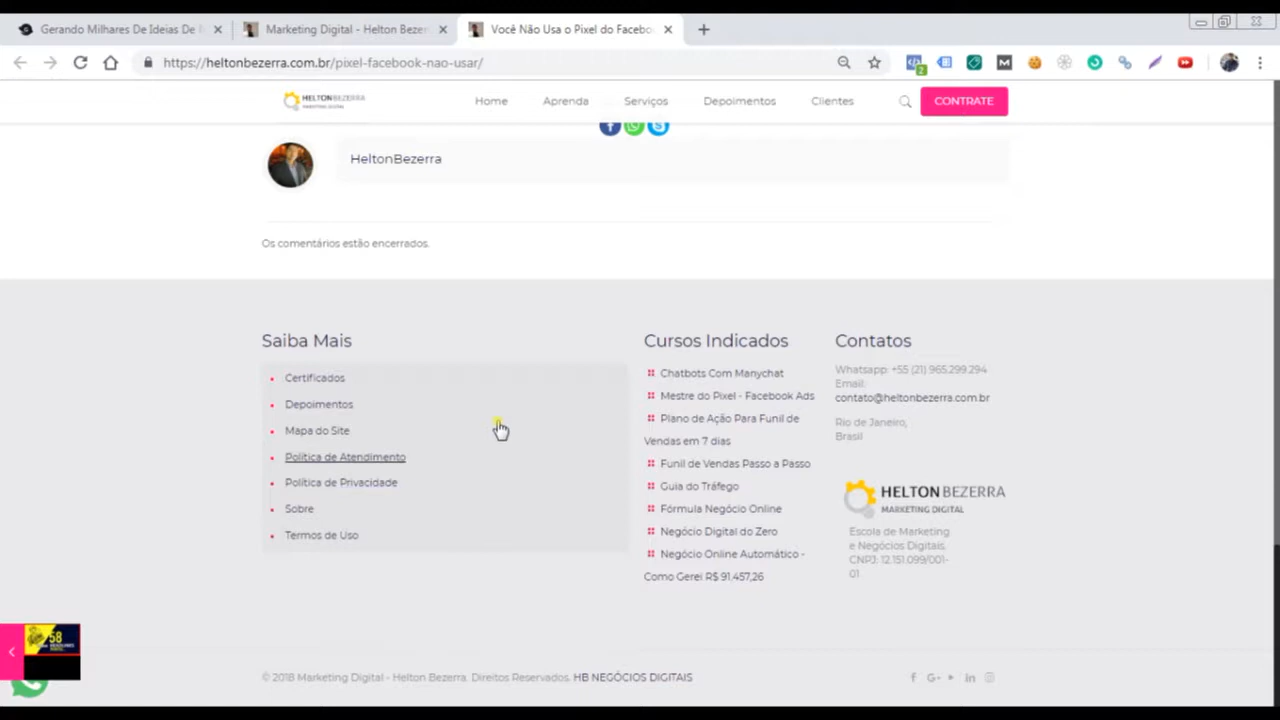 Gerando Milhares De Ideias De
Marketing Digital - Helton Bezer
Você Não Usa o Pixel do Facebo
https://heltonbezerra.com.br/pixel-facebook-nao-usar/
2
HELTONBEZERRA
MARKETING DIGITAL
Home
Aprenda
Serviços
Depoimentos
Clientes
CONTRATE
HeltonBezerra
Os comentários estão encerrados.
Saiba Mais
Certificados
Depoimentos
Mapa do Site
Política de Atendimento
Política de Privacidade
Sobre
Termos de Uso
Cursos Indicados
Chatbots Com Manychat
Mestre do Pixel - Facebook Ads
Plano de Ação Para Funil de
Vendas em 7 dias
Funil de Vendas Passo a Passo
Guia do Tráfego
Fórmula Negócio Online
Negócio Digital do Zero
Negócio Online Automático -
Como Gerei R$ 91.457,26
Contatos
Whatsapp: +55 (21) 965.299.294
Email:
contato@heltonbezerra.com.br
Rio de Janeiro,
Brasil
HELTON BEZERRA
MARKETING DIGITAL
Escola de Marketing
e Negócios Digitais.
CNPJ: 12.151.099/001-
01
58
© 2018 Marketing Digital - Helton Bezerra. Direitos Reservados. HB NEGÓCIOS DIGITAIS